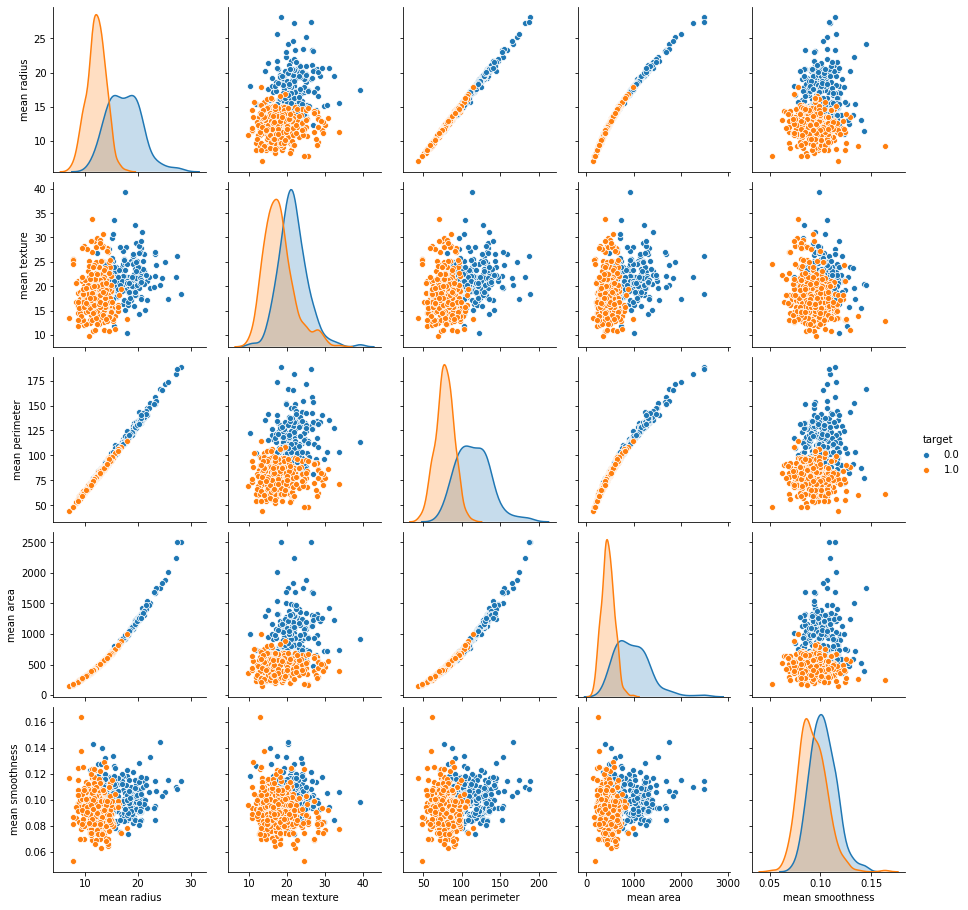 mean radius
25
20
15
10
mean texture
40
35
30
25
20
15
10
mean perimeter
175
150
125
100
75
50
target
0.0
1.0
mean area
2500
2000
1500
1000
500
0
mean smoothness
0.16
0.14
0.12
0.10
0.08
0.06
10 20 30
mean radius
10 20 30 40
mean texture
50 100 150 200
mean perimeter
0 1000 2000 3000
mean area
0.05 0.10 0.15
mean smoothness